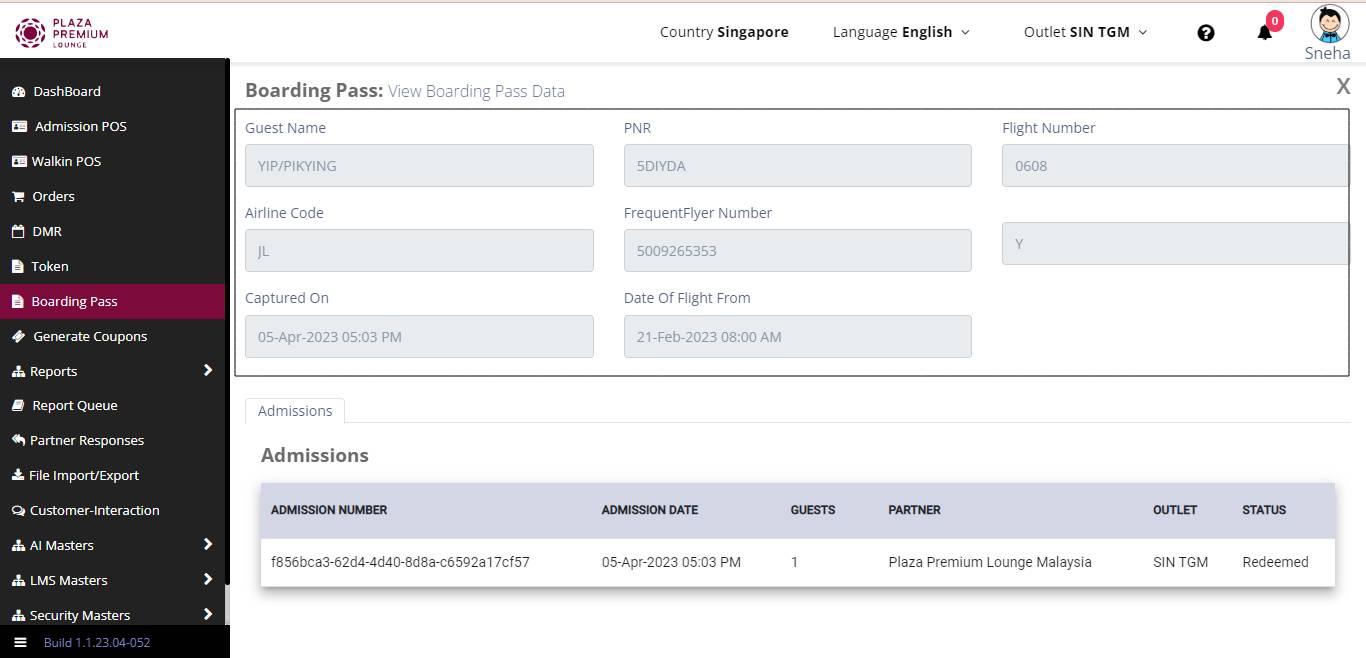 PLAZA
PREMIUM
LOUNGE
Country Singapore
Language English
Outlet SIN TGM
0
Sneha
DashBoard
Admission POS
Walkin POS
Orders
DMR
Token
Boarding Pass
Generate Coupons
Reports
Report Queue
Partner Responses
File Import/Export
Customer-Interaction
AI Masters
LMS Masters
Security Masters
Build 1.1.23.04-052
Boarding Pass: View Boarding Pass Data
X
Guest Name
PNR
Flight Number
YIP/PIKYING
5DIYDA
0608
Airline Code
FrequentFlyer Number
JL
5009265353
Y
Captured On
Date Of Flight From
05-Apr-2023 05:03 PM
21-Feb-2023 08:00 AM
Admissions
Admissions
ADMISSION NUMBER ADMISSION DATE GUESTS PARTNER OUTLET STATUS
f856bca3-62d4-4d40-8d8a-c6592a17cf57 05-Apr-2023 05:03 PM 1 Plaza Premium Lounge Malaysia SIN TGM Redeemed